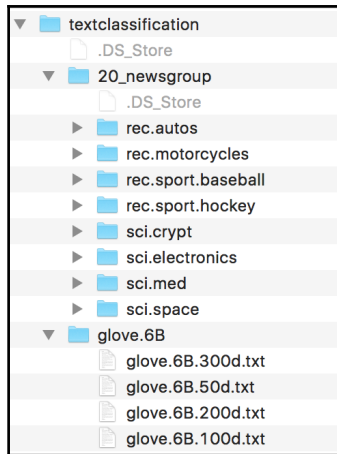 textclassification
.DS_Store
20_newsgroup
.DS_Store
rec.autos
rec.motorcycles
rec.sport.baseball
rec.sport.hockey
sci.crypt
sci.electronics
sci.med
sci.space
glove.6B
glove.6B.300d.txt
glove.6B.50d.txt
glove.6B.200d.txt
glove.6B.100d.txt